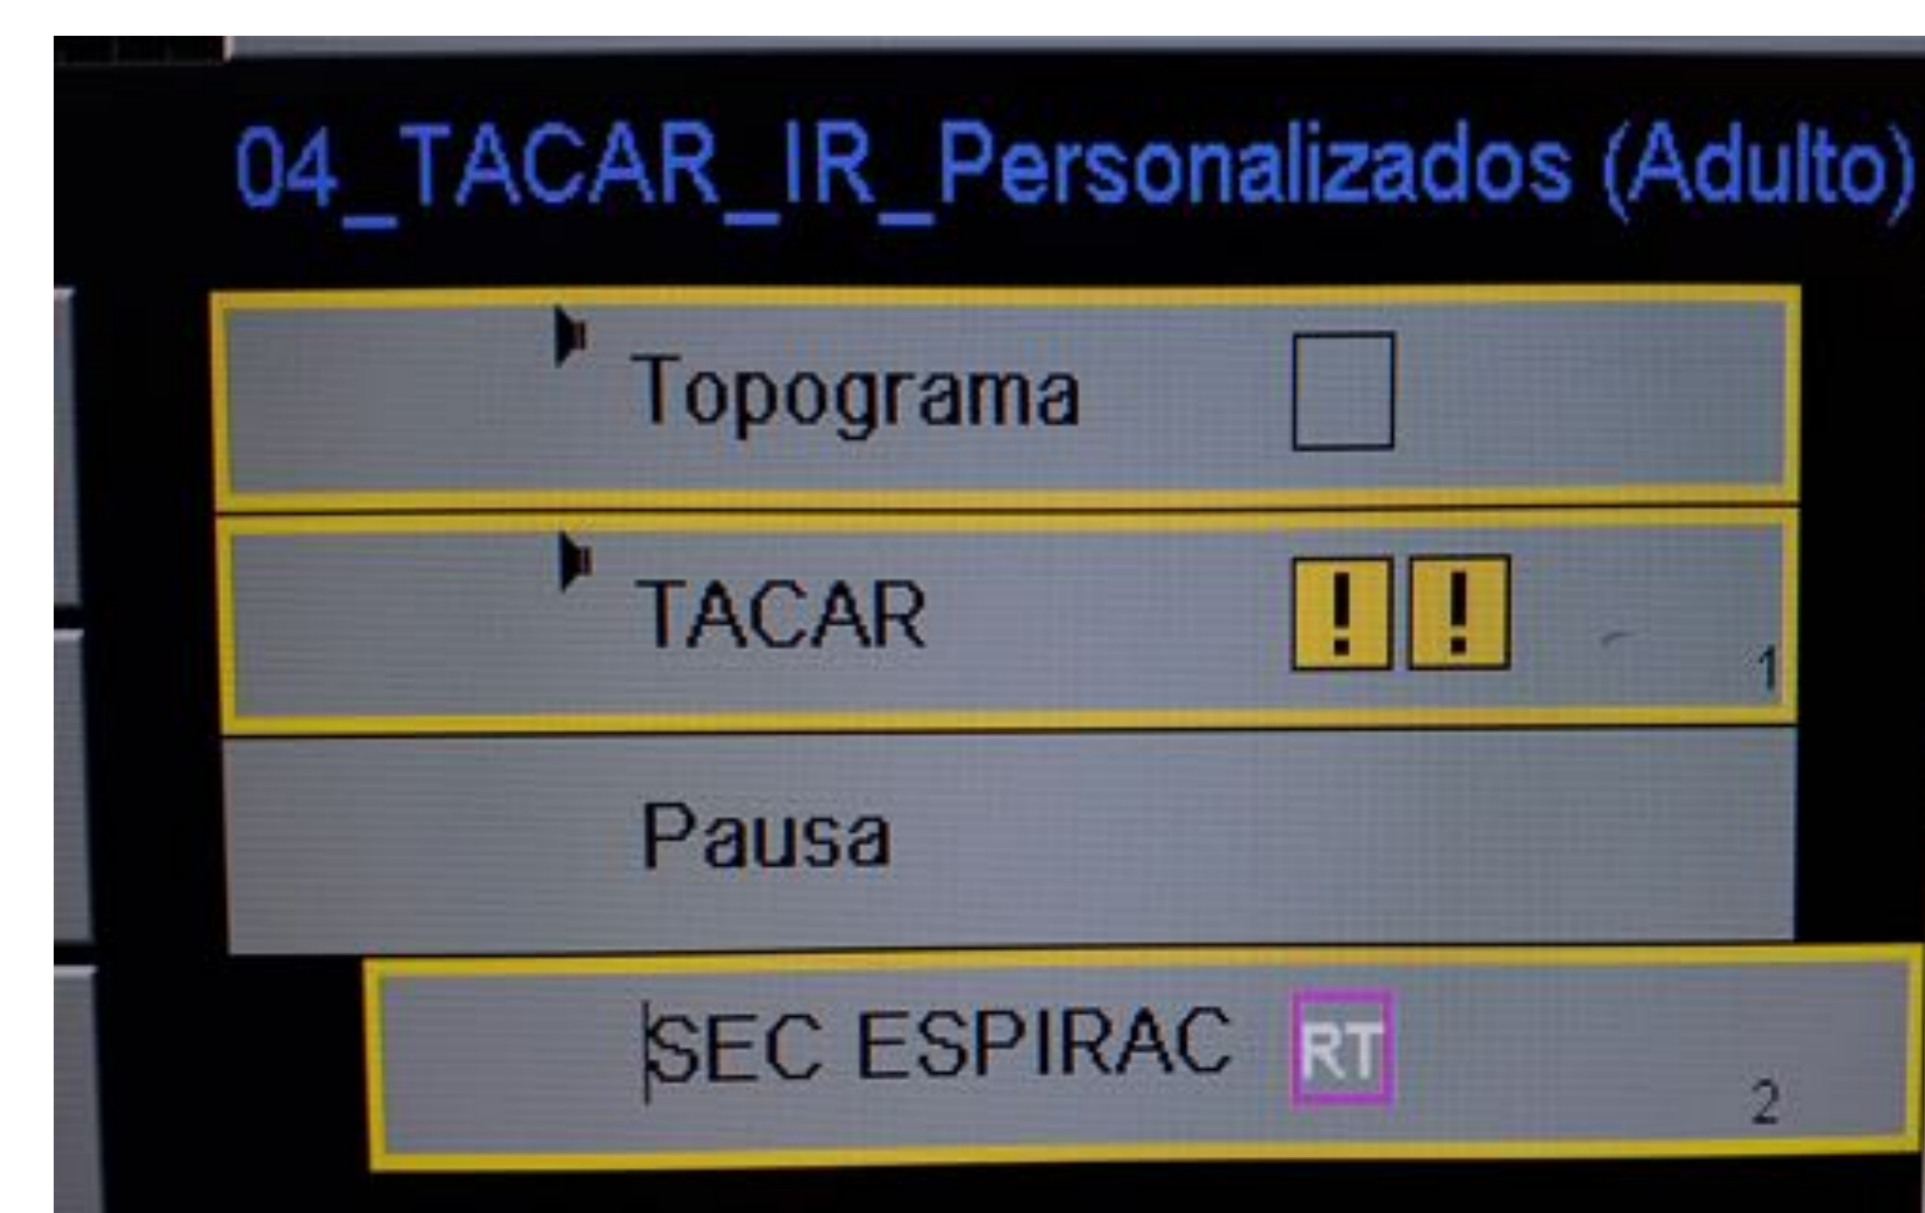 04_TACAR_IR_Personalizados (Adulto)
Topograma
TACAR ! ! 1
Pausa
SEC ESPIRAC RT 2